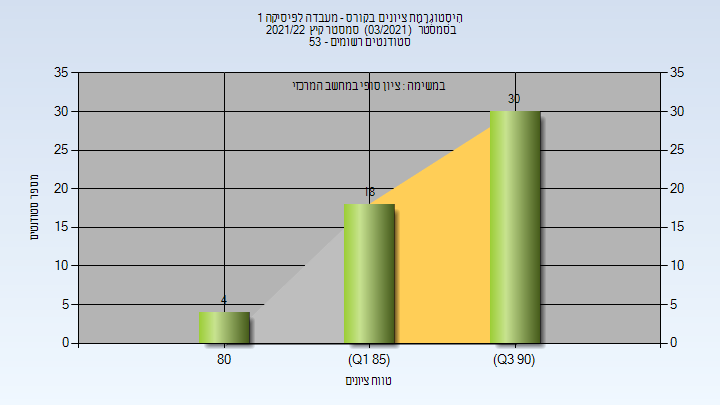 היסטוגרמת ציונים בקורס - מעבדה לפיסיקה 1
בסמסטר (03/2021) סמסטר קיץ 2021/22
סטודנטים רשומים - 53
במשימה : ציון סופי במחשב המרכזי
35 35
30 30
25 25
20 20
15 15
10 10
5 5
0 0
4
18
30
מספר סטודנטים
80 (Q1 85) (Q3 90)
טווח ציונים